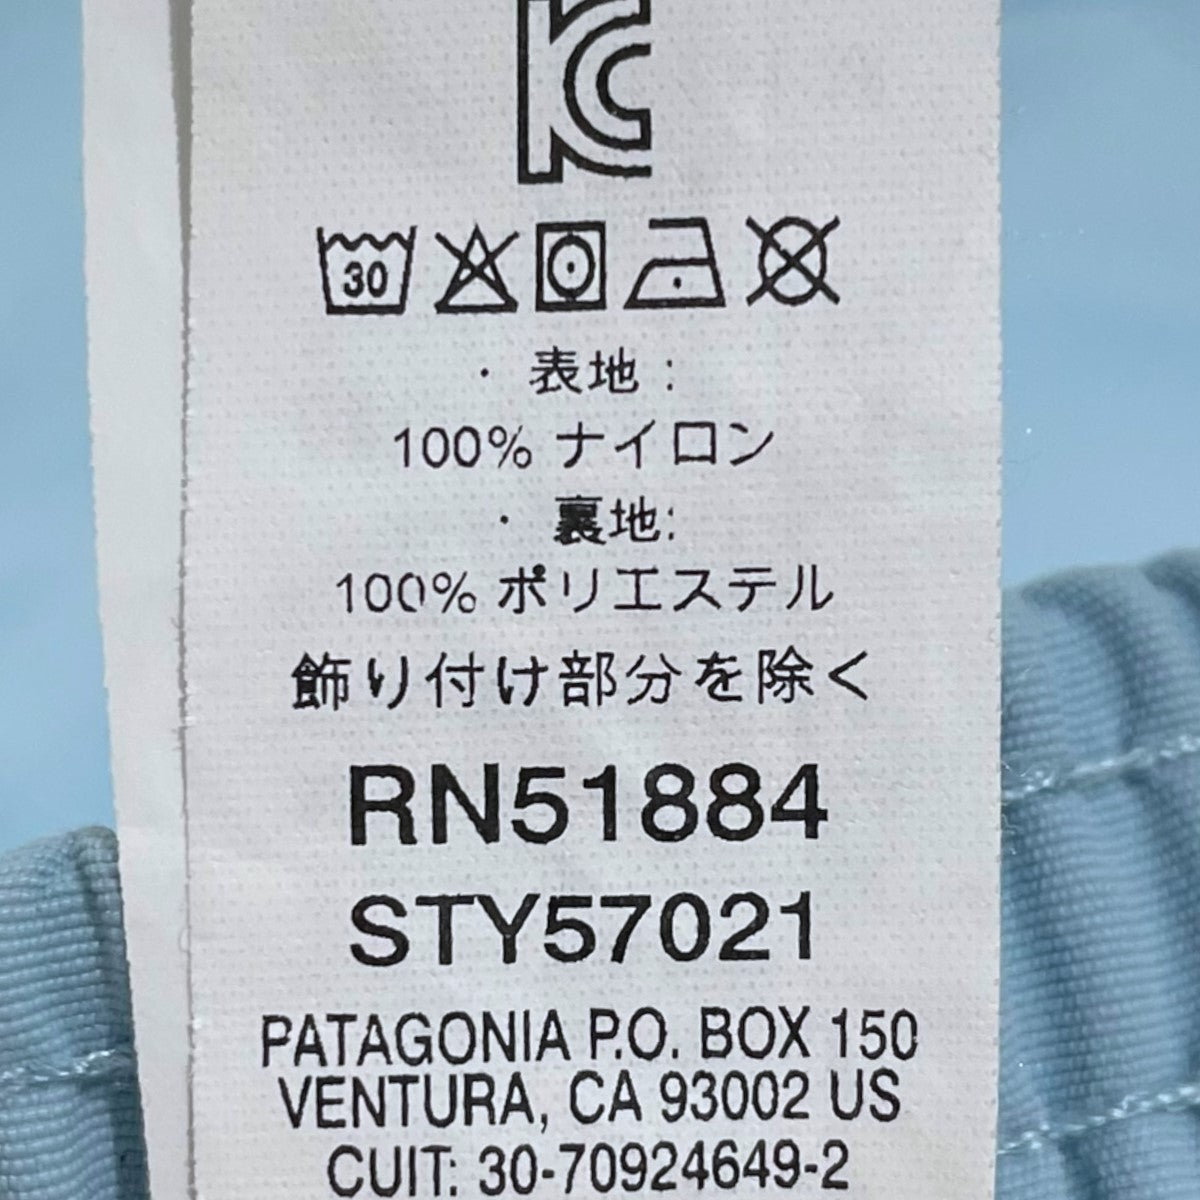 KC
30
・表地:
100% ナイロン
・裏地:
100% ポリエステル
飾り付け部分を除く
RN51884
STY57021
PATAGONIA P.O. BOX 150
VENTURA, CA 93002 US
CUIT: 30-70924649-2